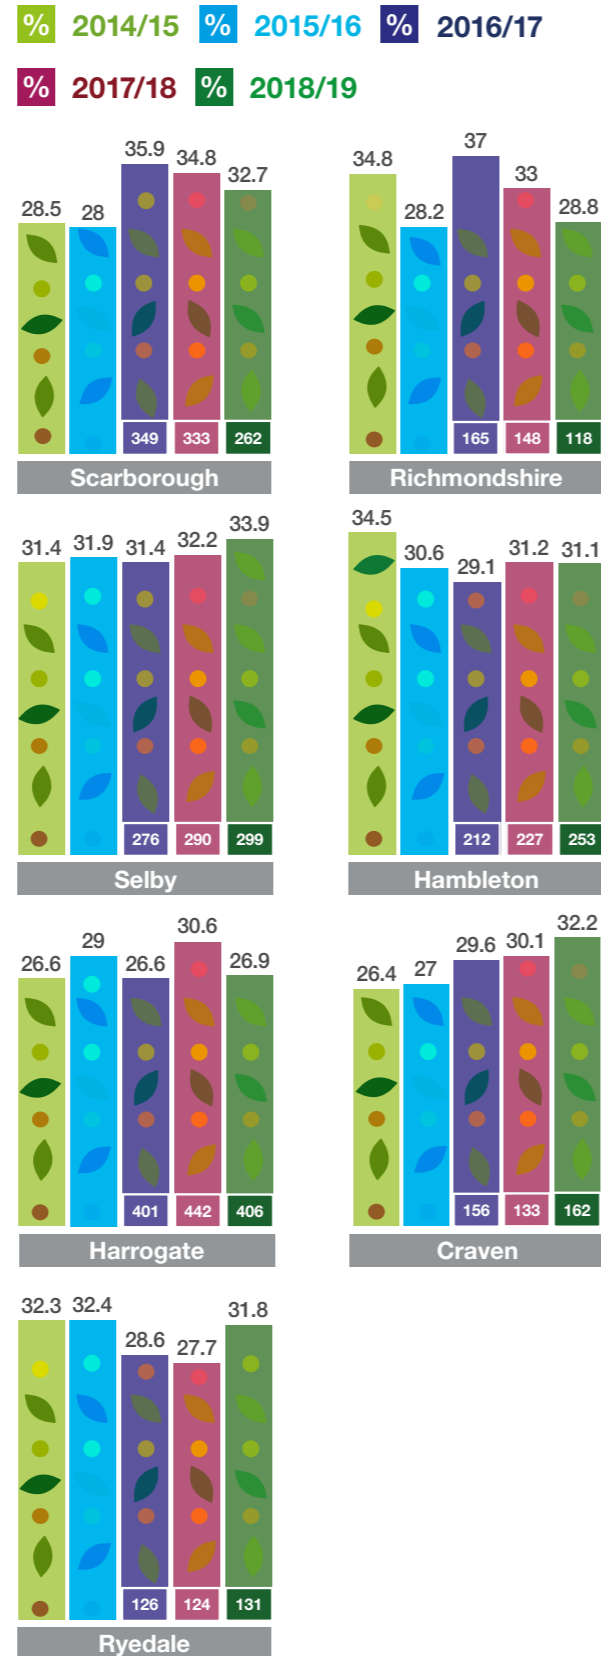 % 2014/15 % 2015/16 % 2016/17
% 2017/18 % 2018/19
28.5 28 35.9 34.8 32.7
349 333 262
Scarborough
34.8 28.2 37 33 28.8
165 148 118
Richmondshire
31.4 31.9 31.4 32.2 33.9
276 290 299
Selby
34.5 30.6 29.1 31.2 31.1
212 227 253
Hambleton
26.6 29 26.6 30.6 26.9
401 442 406
Harrogate
26.4 27 29.6 30.1 32.2
156 133 162
Craven
32.3 32.4 28.6 27.7 31.8
126 124 131
Ryedale